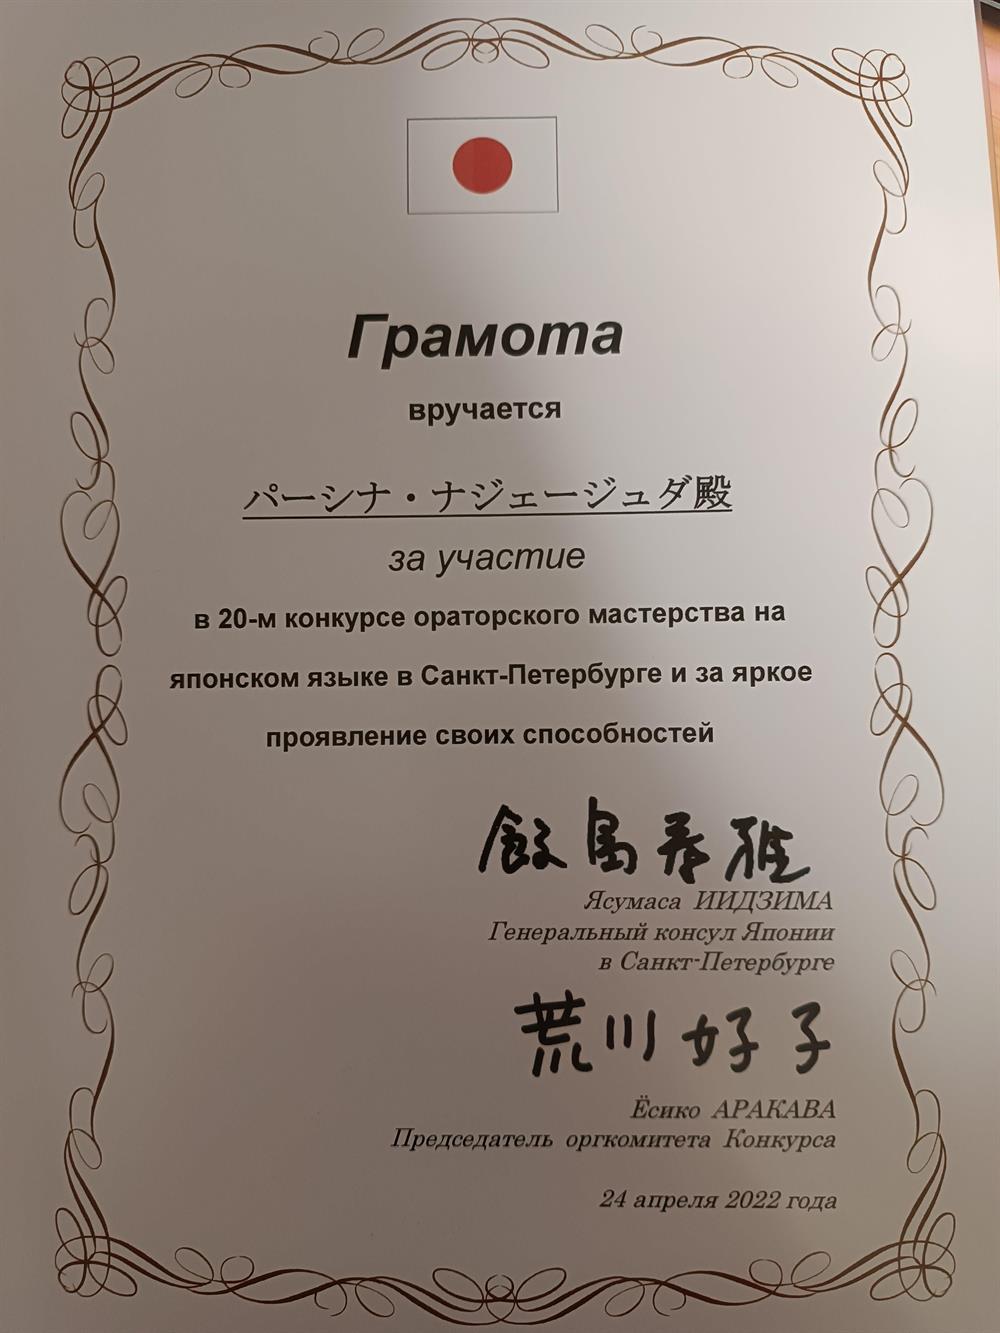 Грамота
вручается
パーシナ・ナジェージュダ殿
за участие
в 20-м конкурсе ораторского мастерства на
японском языке в Санкт-Петербурге и за яркое
проявление своих способностей
飯島泰雅
Ясумаса ИИДЗИМА
Генеральный консул Японии
в Санкт-Петербурге
荒川好子
Ёсико АРАКАВА
Председатель оргкомитета Конкурса
24 апреля 2022 года